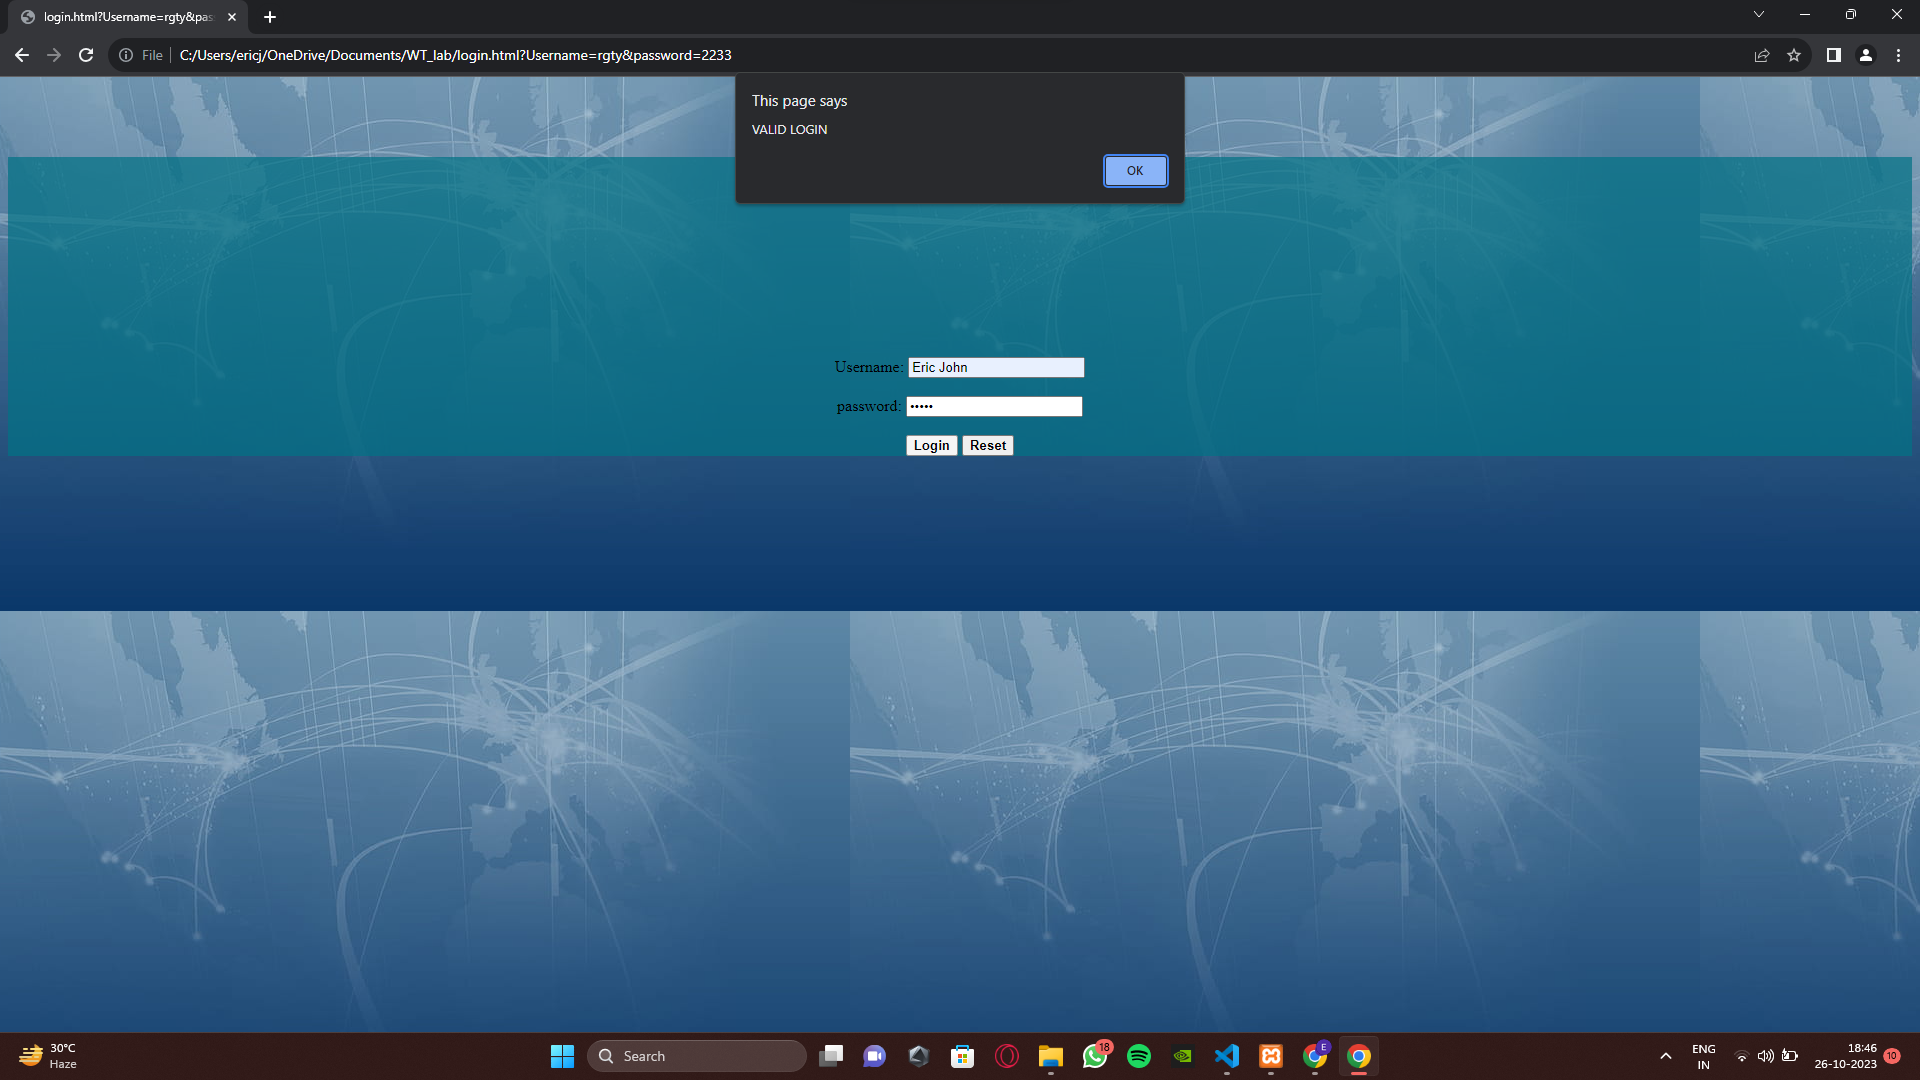 login.html?Username=rgty&pas
File
C:/Users/ericj/OneDrive/Documents/WT_lab/login.html?Username=rgty&password=2233
This page says
VALID LOGIN
OK
Username: Eric John
password: •••••
Login Reset
30°C
Haze
Search
18
E
ENG
IN
18:46
26-10-2023
10